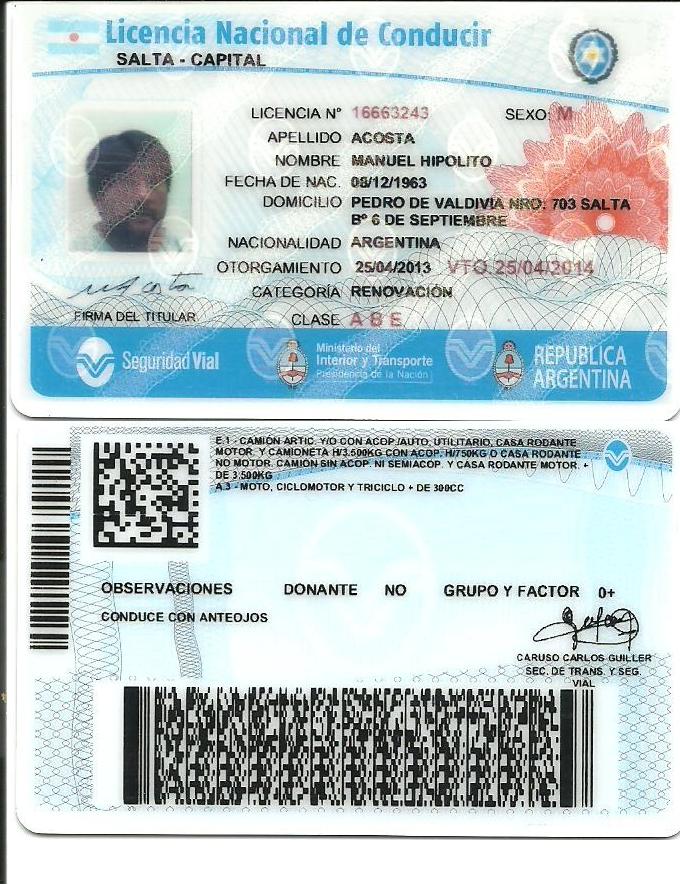 Licencia Nacional de Conducir
SALTA - CAPITAL
LICENCIA Nº 16663243 SEXO: M
APELLIDO ACOSTA
NOMBRE MANUEL HIPOLITO
FECHA DE NAC. 08/12/1963
DOMICILIO PEDRO DE VALDIVIA NRO: 703 SALTA
Bº 6 DE SEPTIEMBRE
NACIONALIDAD ARGENTINA
OTORGAMIENTO 25/04/2013 VTO 25/04/2014
CATEGORÍA RENOVACIÓN
FIRMA DEL TITULAR
CLASE A B E
Seguridad Vial
Ministerio del
Interior y Transporte
Presidencia de la Nación
REPUBLICA
ARGENTINA
E.1 - CAMIÓN ARTIC. Y/O CON ACOP./AUTO, UTILITARIO, CASA RODANTE
MOTOR. Y CAMIONETA H/3.500KG CON ACOP. H/750KG O CASA RODANTE
NO MOTOR. CAMIÓN SIN ACOP. NI SEMIACOP. Y CASA RODANTE MOTOR. +
DE 3.500KG
A.3 - MOTO, CICLOMOTOR Y TRICICLO + DE 300CC
OBSERVACIONES DONANTE NO GRUPO Y FACTOR 0+
CONDUCE CON ANTEOJOS
CARUSO CARLOS GUILLER
SEC. DE TRANS. Y SEG.
VIAL